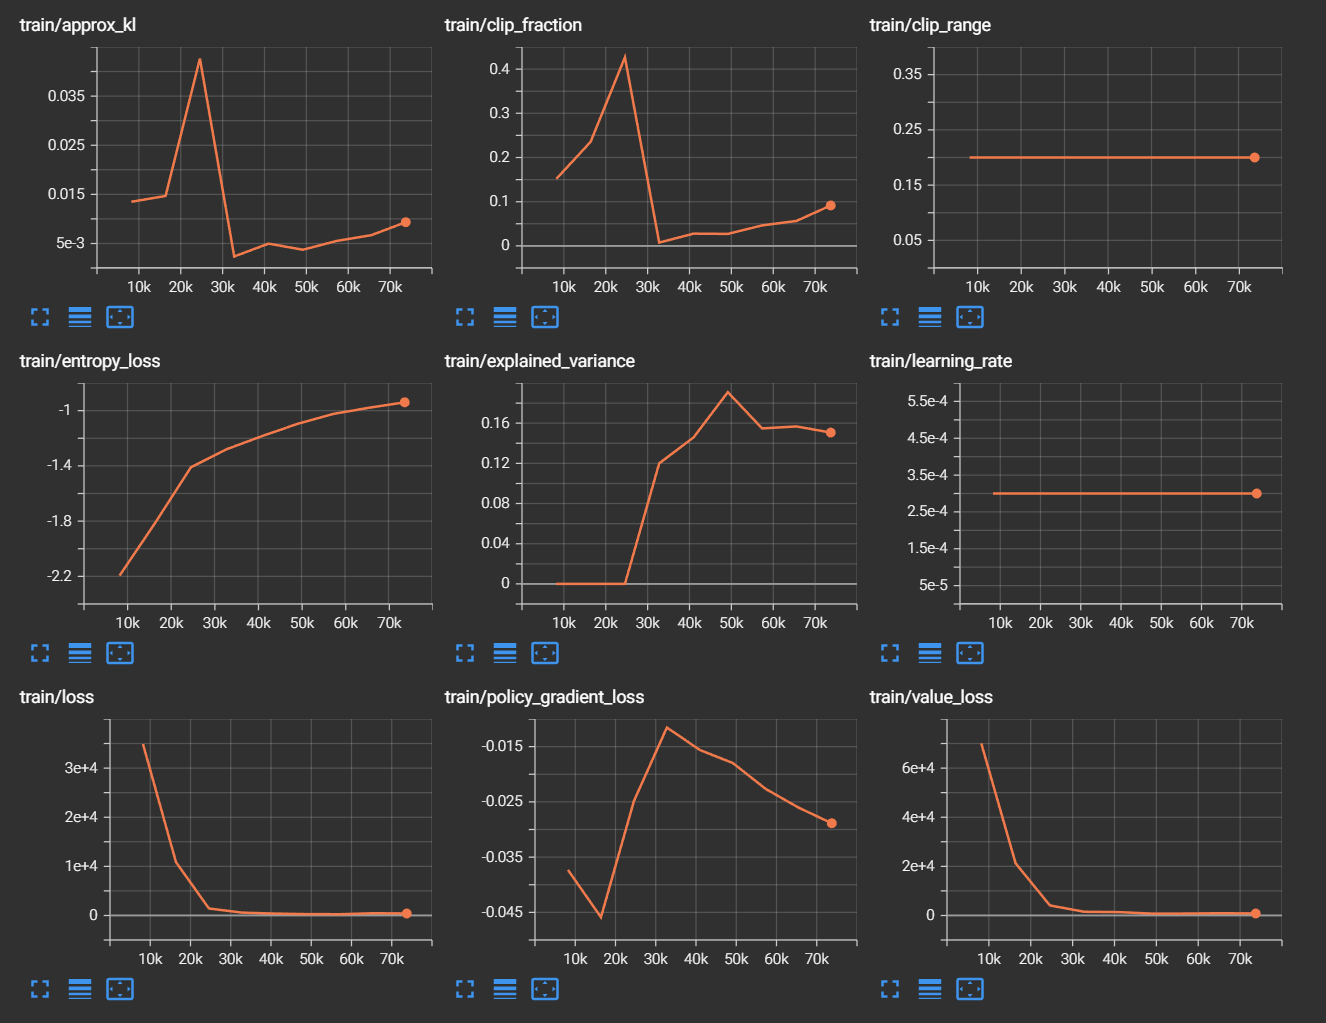 train/approx_kl
0.035
0.025
0.015
5e-3
10k 20k 30k 40k 50k 60k 70k
train/clip_fraction
0.4
0.3
0.2
0.1
0
10k 20k 30k 40k 50k 60k 70k
train/clip_range
0.35
0.25
0.15
0.05
10k 20k 30k 40k 50k 60k 70k
train/entropy_loss
-1
-1.4
-1.8
-2.2
10k 20k 30k 40k 50k 60k 70k
train/explained_variance
0.16
0.12
0.08
0.04
0
10k 20k 30k 40k 50k 60k 70k
train/learning_rate
5.5e-4
4.5e-4
3.5e-4
2.5e-4
1.5e-4
5e-5
10k 20k 30k 40k 50k 60k 70k
train/loss
3e+4
2e+4
1e+4
0
10k 20k 30k 40k 50k 60k 70k
train/policy_gradient_loss
-0.015
-0.025
-0.035
-0.045
10k 20k 30k 40k 50k 60k 70k
train/value_loss
6e+4
4e+4
2e+4
0
10k 20k 30k 40k 50k 60k 70k